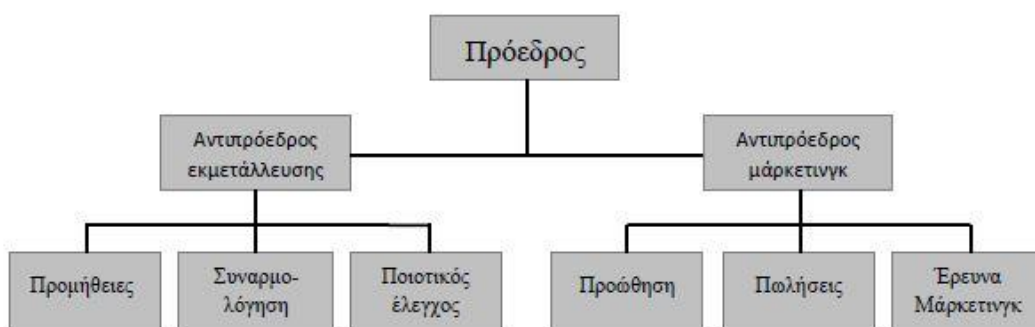 Πρόεδρος
Αντιπρόεδρος
εκμετάλλευσης
Αντιπρόεδρος
μάρκετινγκ
Προμήθειες
Συναρμο-
λόγηση
Ποιοτικός
έλεγχος
Προώθηση
Πωλήσεις
Έρευνα
Μάρκετινγκ